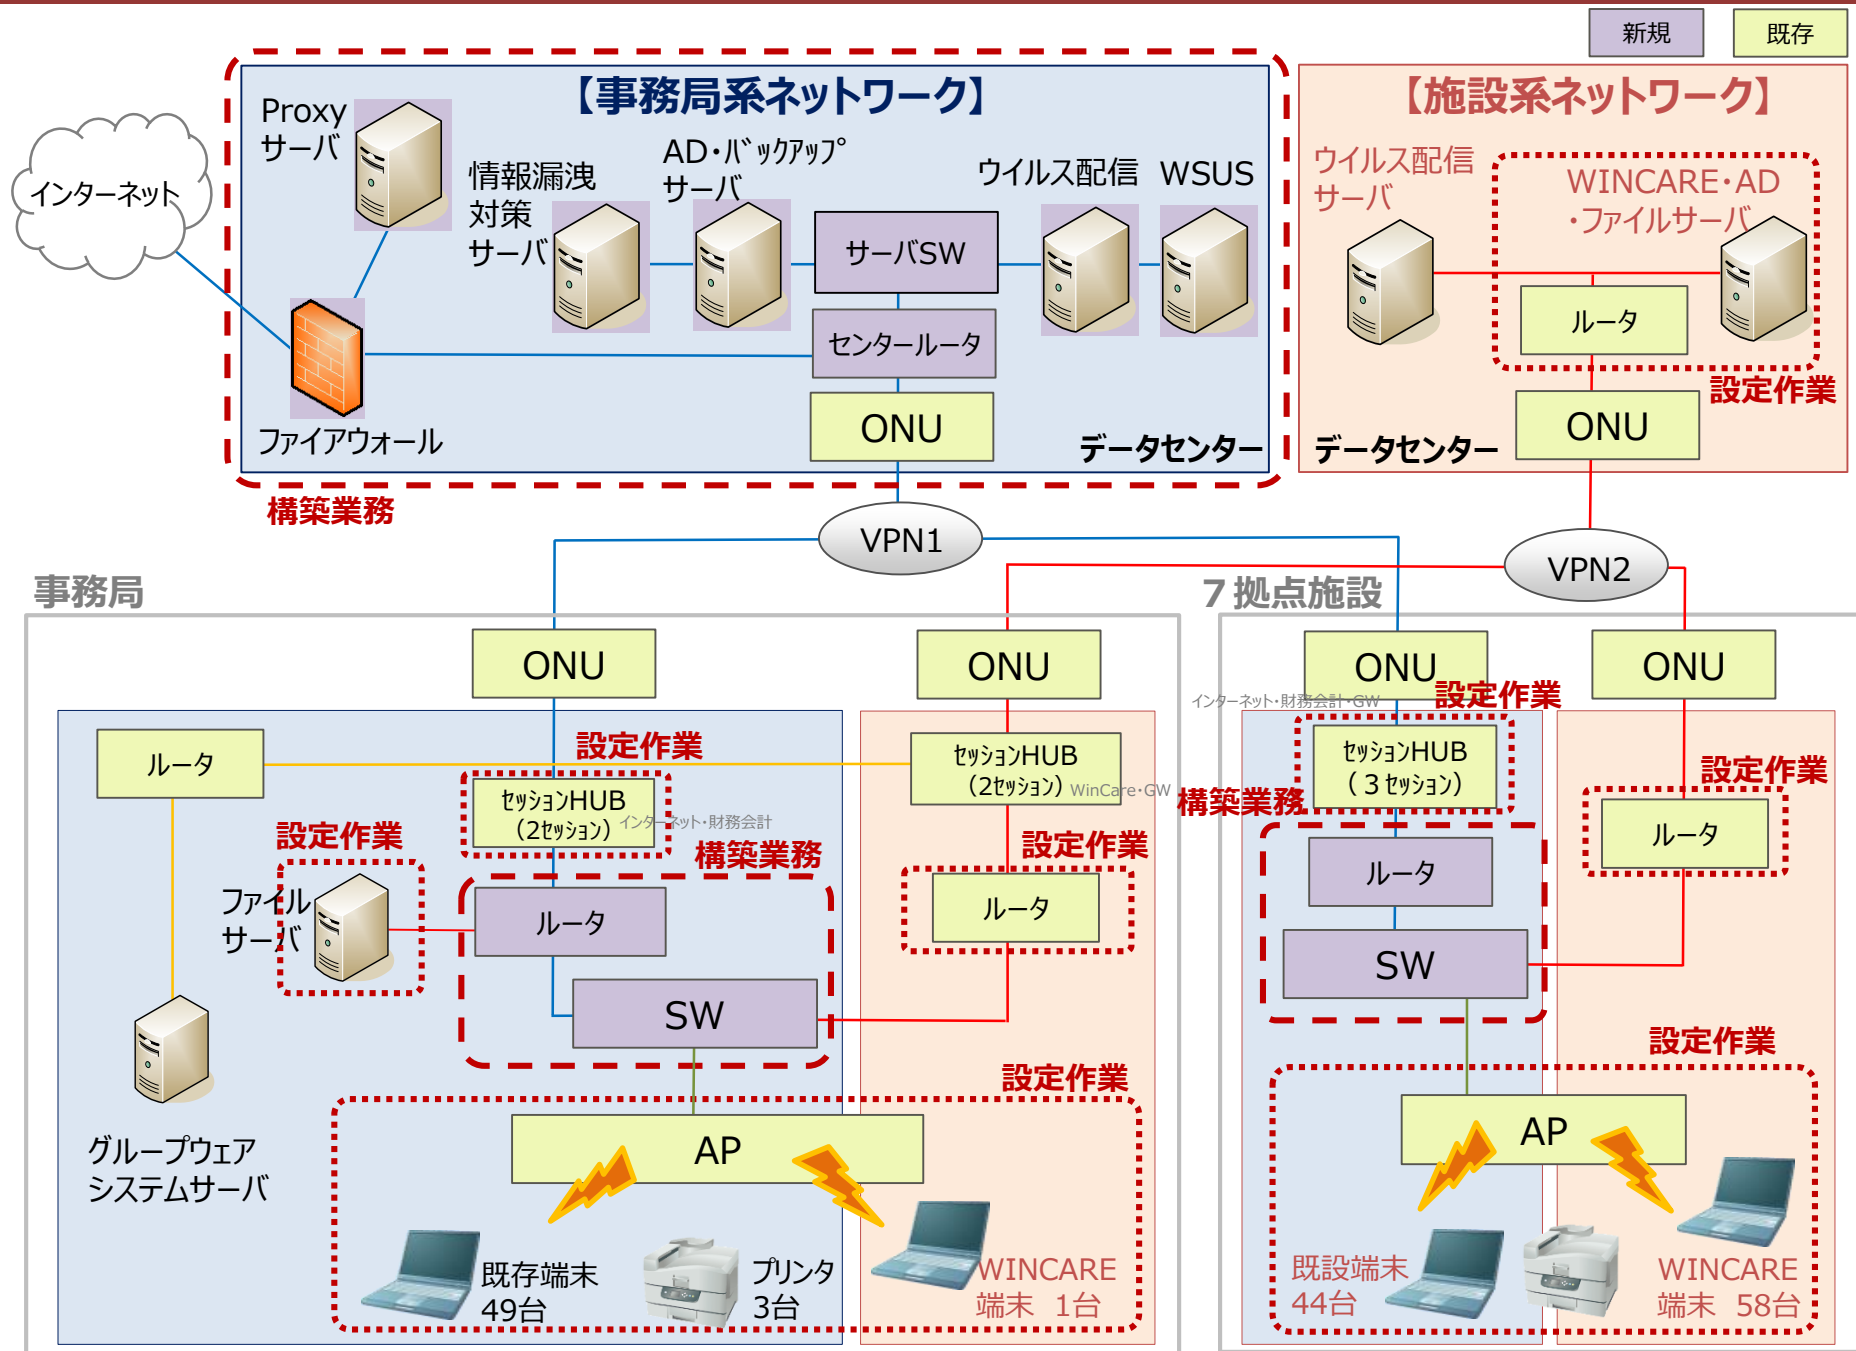 新規
既存
【事務局系ネットワーク】
Proxy
サーバ
情報漏洩
対策
サーバ
AD・バックアップ
サーバ
ウイルス配信
WSUS
インターネット
サーバSW
センタールータ
ONU
ファイアウォール
データセンター
構築業務
【施設系ネットワーク】
ウイルス配信
サーバ
WINCARE・AD
・ファイルサーバ
ルータ
設定作業
ONU
データセンター
VPN1
VPN2
事務局
ONU
ONU
ルータ
設定作業
セッションHUB
(2セッション)
インターネット・財務会計
セッションHUB
(2セッション)
WinCare・GW
設定作業
ファイル
サーバ
構築業務
ルータ
SW
設定作業
ルータ
グループウェア
システムサーバ
設定作業
AP
既存端末
49台
プリンタ
3台
WINCARE
端末 1台
7拠点施設
ONU
ONU
インターネット・財務会計・GW
設定作業
セッションHUB
(3セッション)
構築業務
ルータ
SW
設定作業
ルータ
設定作業
AP
既設端末
44台
WINCARE
端末 58台